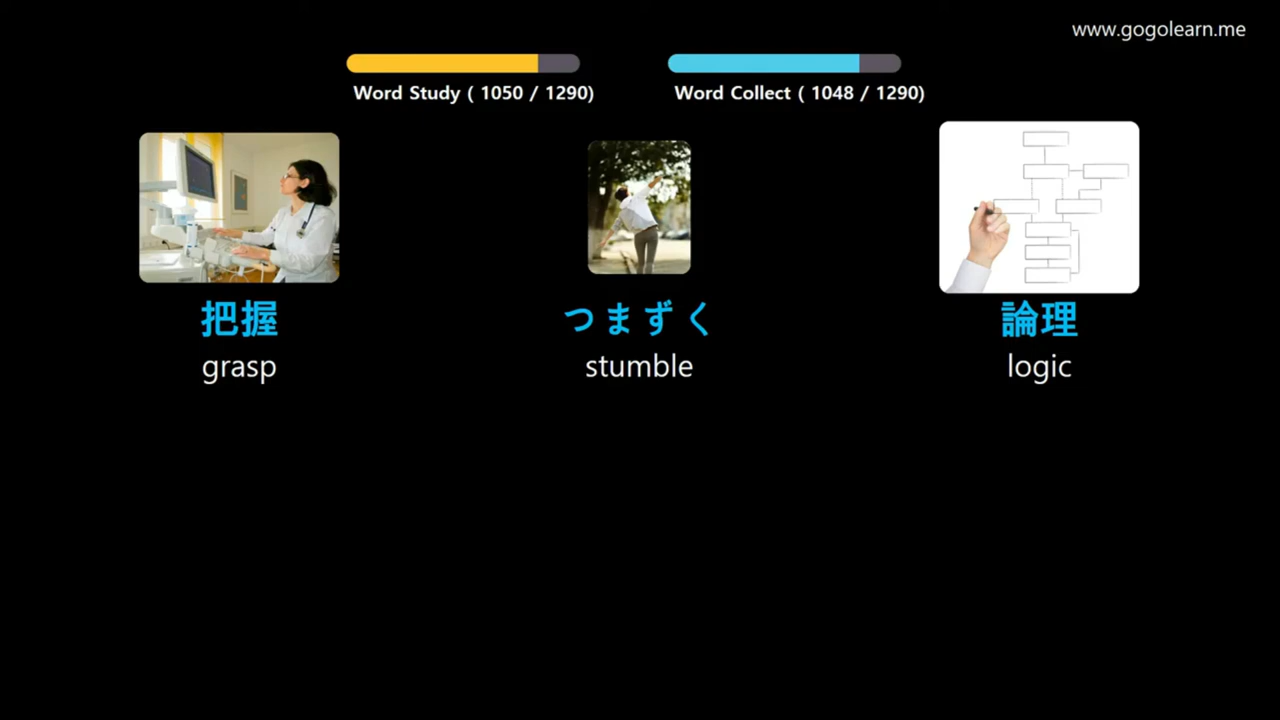 www.gogolearn.me
Word Study ( 1050 / 1290)
Word Collect ( 1048 / 1290)
把握
grasp
つまずく
stumble
論理
logic